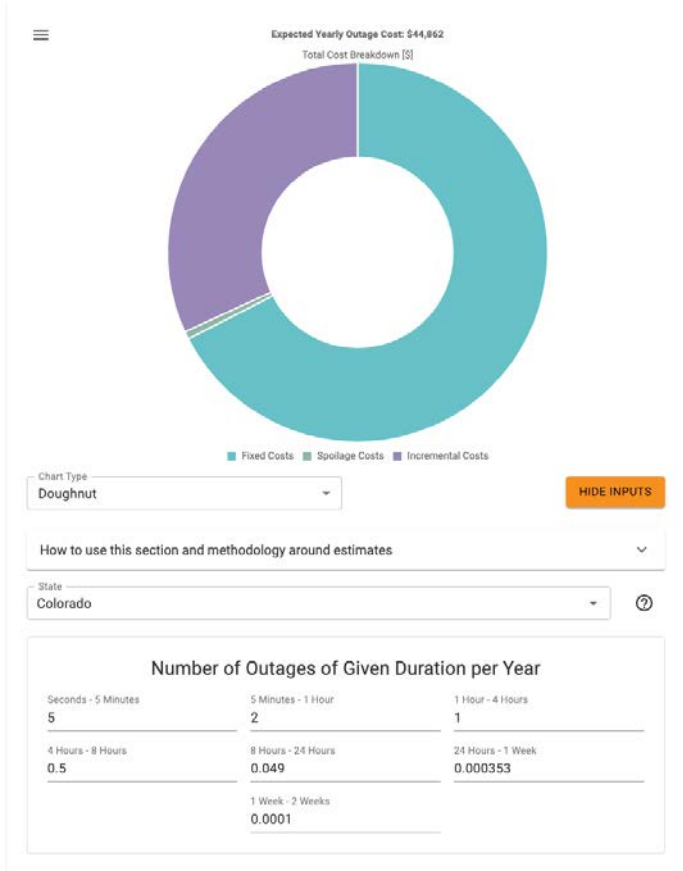 Expected Yearly Outage Cost: $44,862
Total Cost Breakdown [$]
Fixed Costs Spoilage Costs Incremental Costs
Chart Type
Doughnut
HIDE INPUTS
How to use this section and methodology around estimates
State
Colorado
Number of Outages of Given Duration per Year
Seconds - 5 Minutes 5 Minutes - 1 Hour 1 Hour - 4 Hours
5 2 1
4 Hours - 8 Hours 8 Hours - 24 Hours 24 Hours - 1 Week
0.5 0.049 0.000353
1 Week - 2 Weeks
0.0001